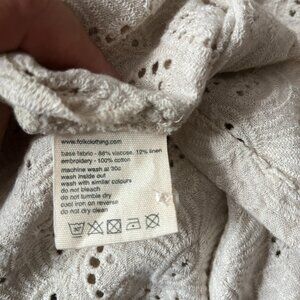 www.folkclothing.com
base fabric - 88% viscose, 12% linen
embroidery - 100% cotton
machine wash at 30c
wash inside out
wash with similar colours
do not bleach
do not tumble dry
cool iron on reverse
do not dry clean